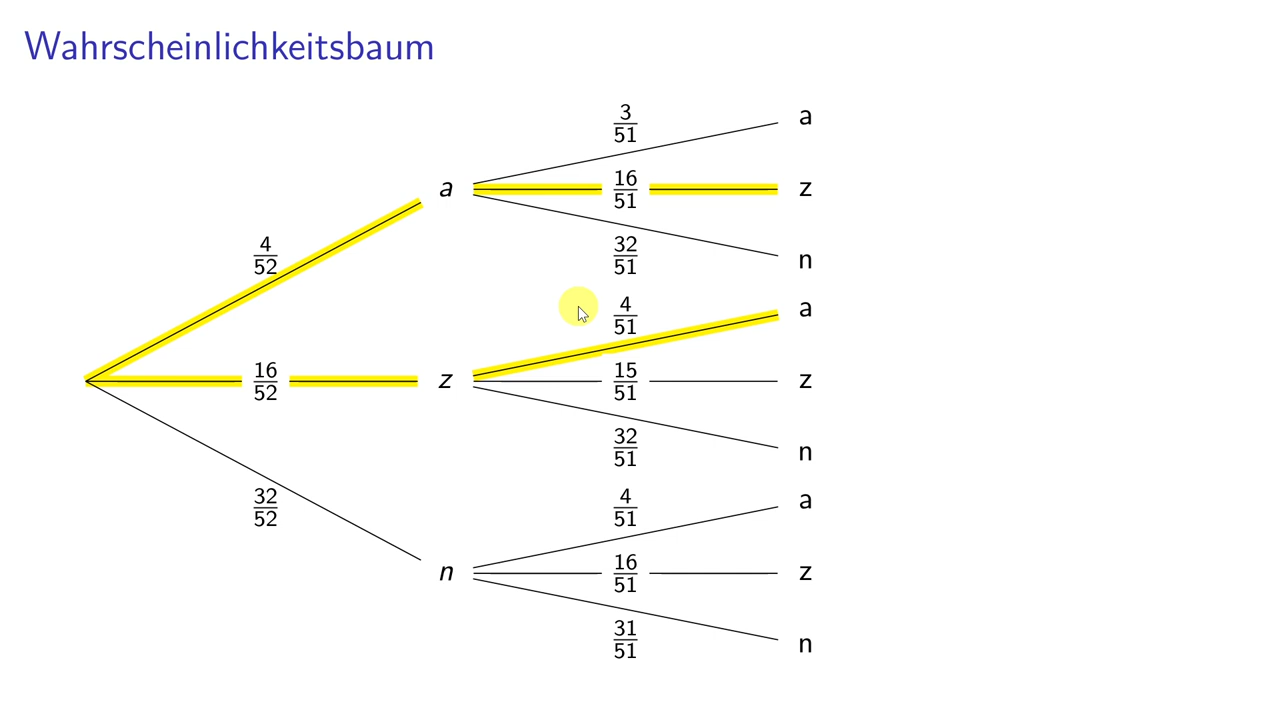 Wahrscheinlichkeitsbaum
3/51 a
a 16/51 z
4/52
32/51 n
4/51 a
16/52 z 15/51 z
32/51 n
32/52 4/51 a
n 16/51 z
31/51 n